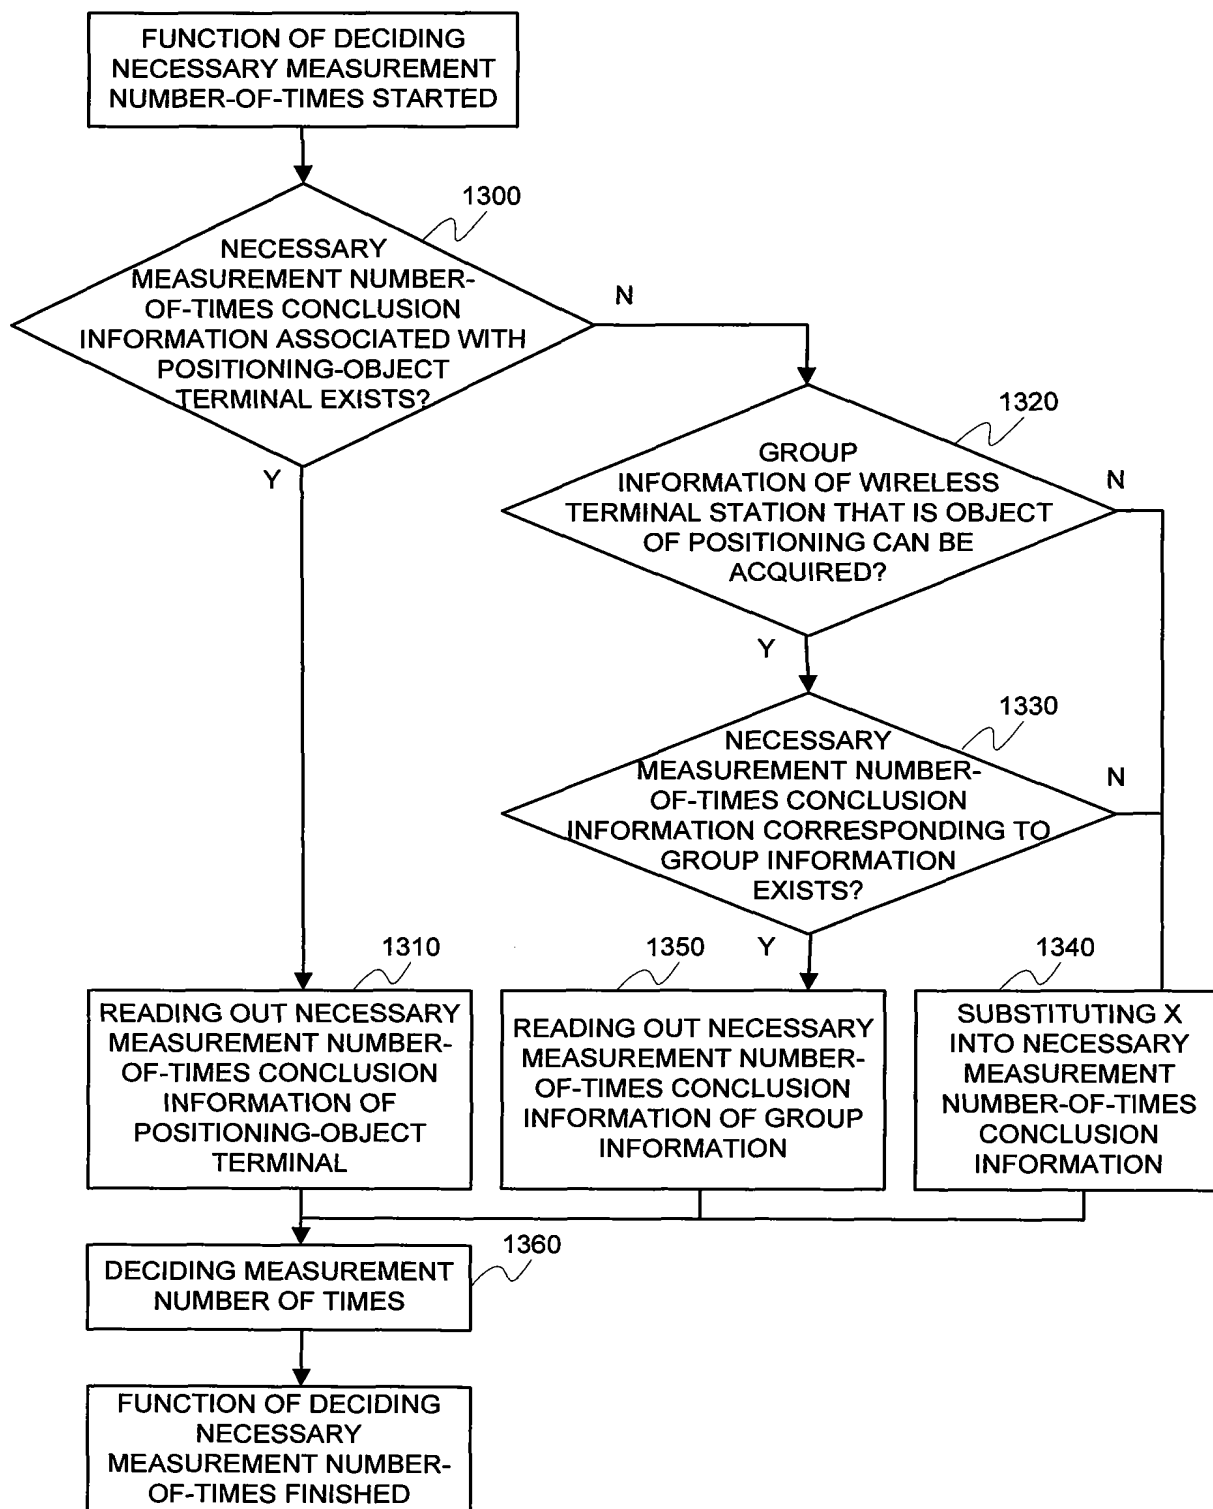 FUNCTION OF DECIDING
NECESSARY MEASUREMENT
NUMBER-OF-TIMES STARTED
1300
NECESSARY
MEASUREMENT NUMBER-
OF-TIMES CONCLUSION
INFORMATION ASSOCIATED WITH
POSITIONING-OBJECT
TERMINAL EXISTS?
N
Y
1320
GROUP
INFORMATION OF WIRELESS
TERMINAL STATION THAT IS OBJECT
OF POSITIONING CAN BE
ACQUIRED?
N
Y
1330
NECESSARY
MEASUREMENT NUMBER-
OF-TIMES CONCLUSION
INFORMATION CORRESPONDING TO
GROUP INFORMATION
EXISTS?
N
Y
1310
READING OUT NECESSARY
MEASUREMENT NUMBER-
OF-TIMES CONCLUSION
INFORMATION OF
POSITIONING-OBJECT
TERMINAL
1350
READING OUT NECESSARY
MEASUREMENT NUMBER-
OF-TIMES CONCLUSION
INFORMATION OF GROUP
INFORMATION
1340
SUBSTITUTING X
INTO NECESSARY
MEASUREMENT
NUMBER-OF-TIMES
CONCLUSION
INFORMATION
1360
DECIDING MEASUREMENT
NUMBER OF TIMES
FUNCTION OF DECIDING
NECESSARY
MEASUREMENT NUMBER-
OF-TIMES FINISHED